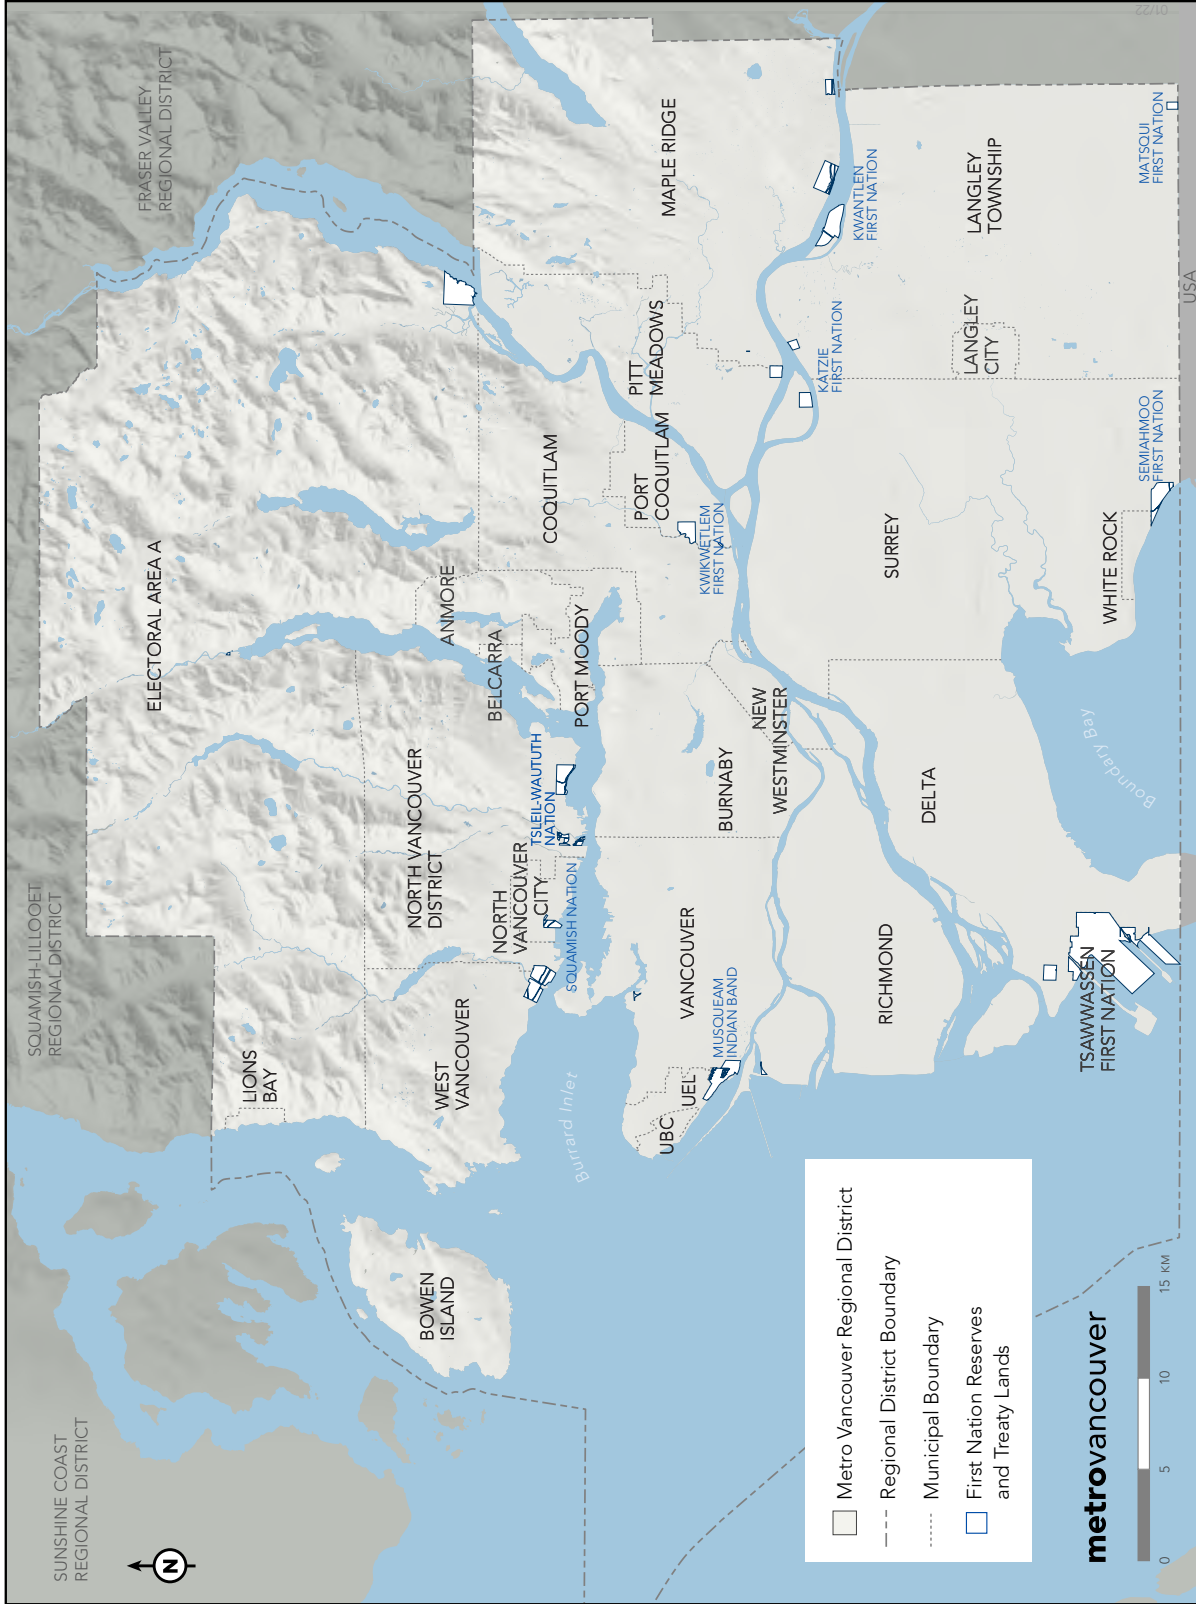 SUNSHINE COAST
REGIONAL DISTRICT
SQUAMISH-LILLOOET
REGIONAL DISTRICT
FRASER VALLEY
REGIONAL DISTRICT
N
ELECTORAL AREA A
LIONS
BAY
BOWEN
ISLAND
WEST
VANCOUVER
NORTH VANCOUVER
DISTRICT
NORTH
VANCOUVER
CITY
ANMORE
BELCARRA
TSLEIL-WAUTUTH
NATION
SQUAMISH NATION
PORT MOODY
COQUITLAM
PORT
COQUITLAM
PITT
MEADOWS
MAPLE RIDGE
Burrard Inlet
UBC
UEL
VANCOUVER
MUSQUEAM
INDIAN BAND
BURNABY
NEW
WESTMINSTER
KWIKWETLEM
FIRST NATION
KATZIE
FIRST NATION
KWANTLEN
FIRST NATION
RICHMOND
DELTA
SURREY
LANGLEY
CITY
LANGLEY
TOWNSHIP
TSAWWASSEN
FIRST NATION
Boundary Bay
WHITE ROCK
SEMIAHMOO
FIRST NATION
MATSQUI
FIRST NATION
USA
01/22
Metro Vancouver Regional District
Regional District Boundary
Municipal Boundary
First Nation Reserves
and Treaty Lands
metrovancouver
0 5 10 15 KM